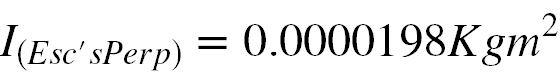 I(Esc'sPerp) = 0.0000198Kgm²